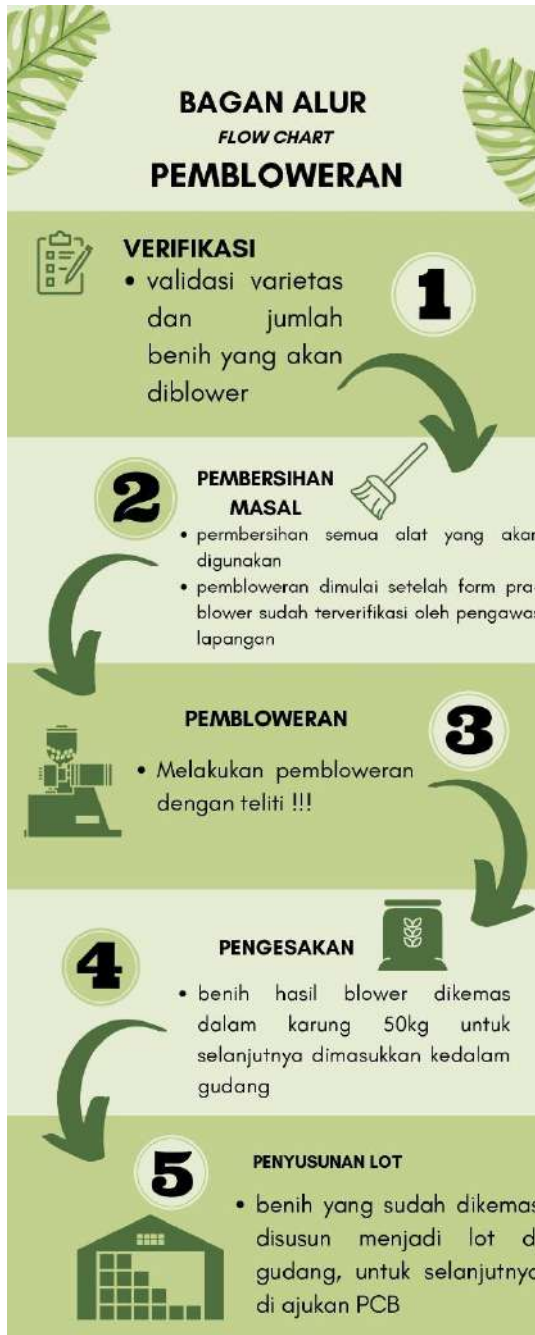 BAGAN ALUR
FLOW CHART
PEMBLOWERAN
VERIFIKASI
• validasi varietas
dan jumlah
benih yang akan
diblower
1
2
PEMBERSIHAN
MASAL
• permbersihan semua alat yang akan
digunakan
• pembloweran dimulai setelah form pra-
blower sudah terverifikasi oleh pengawas
lapangan
PEMBLOWERAN
3
• Melakukan pembloweran
dengan teliti !!!
4
PENGESAKAN
• benih hasil blower dikemas
dalam karung 50kg untuk
selanjutnya dimasukkan kedalam
gudang
5
PENYUSUNAN LOT
• benih yang sudah dikemas
disusun menjadi lot di
gudang, untuk selanjutnya
di ajukan PCB